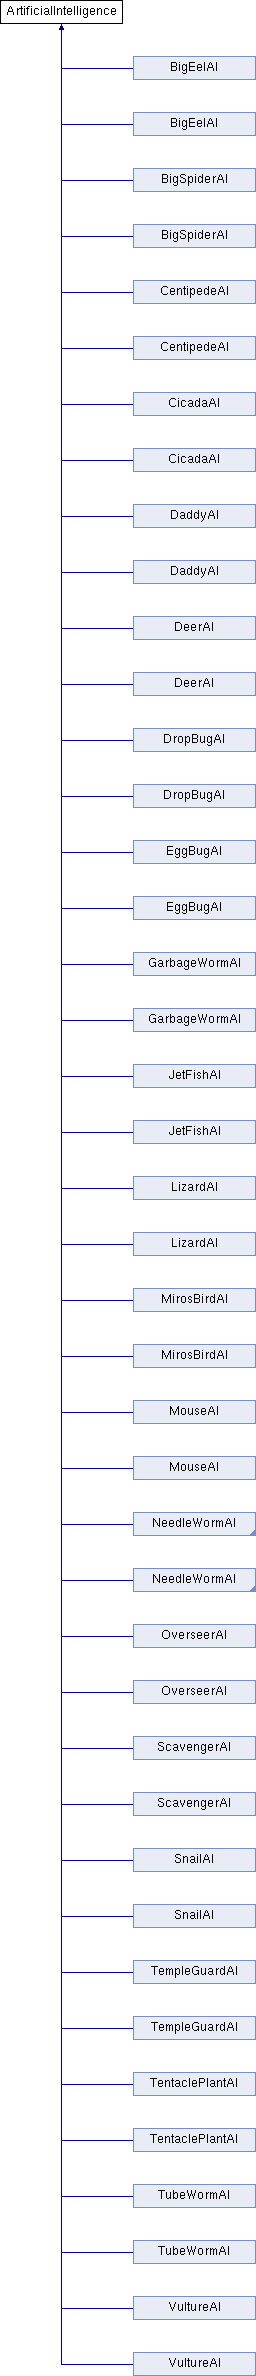 ArtificialIntelligence
BigEelAI
BigEelAI
BigSpiderAI
BigSpiderAI
CentipedeAI
CentipedeAI
CicadaAI
CicadaAI
DaddyAI
DaddyAI
DeerAI
DeerAI
DropBugAI
DropBugAI
EggBugAI
EggBugAI
GarbageWormAI
GarbageWormAI
JetFishAI
JetFishAI
LizardAI
LizardAI
MirosBirdAI
MirosBirdAI
MouseAI
MouseAI
NeedleWormAI
NeedleWormAI
OverseerAI
OverseerAI
ScavengerAI
ScavengerAI
SnailAI
SnailAI
TempleGuardAI
TempleGuardAI
TentaclePlantAI
TentaclePlantAI
TubeWormAI
TubeWormAI
VultureAI
VultureAI